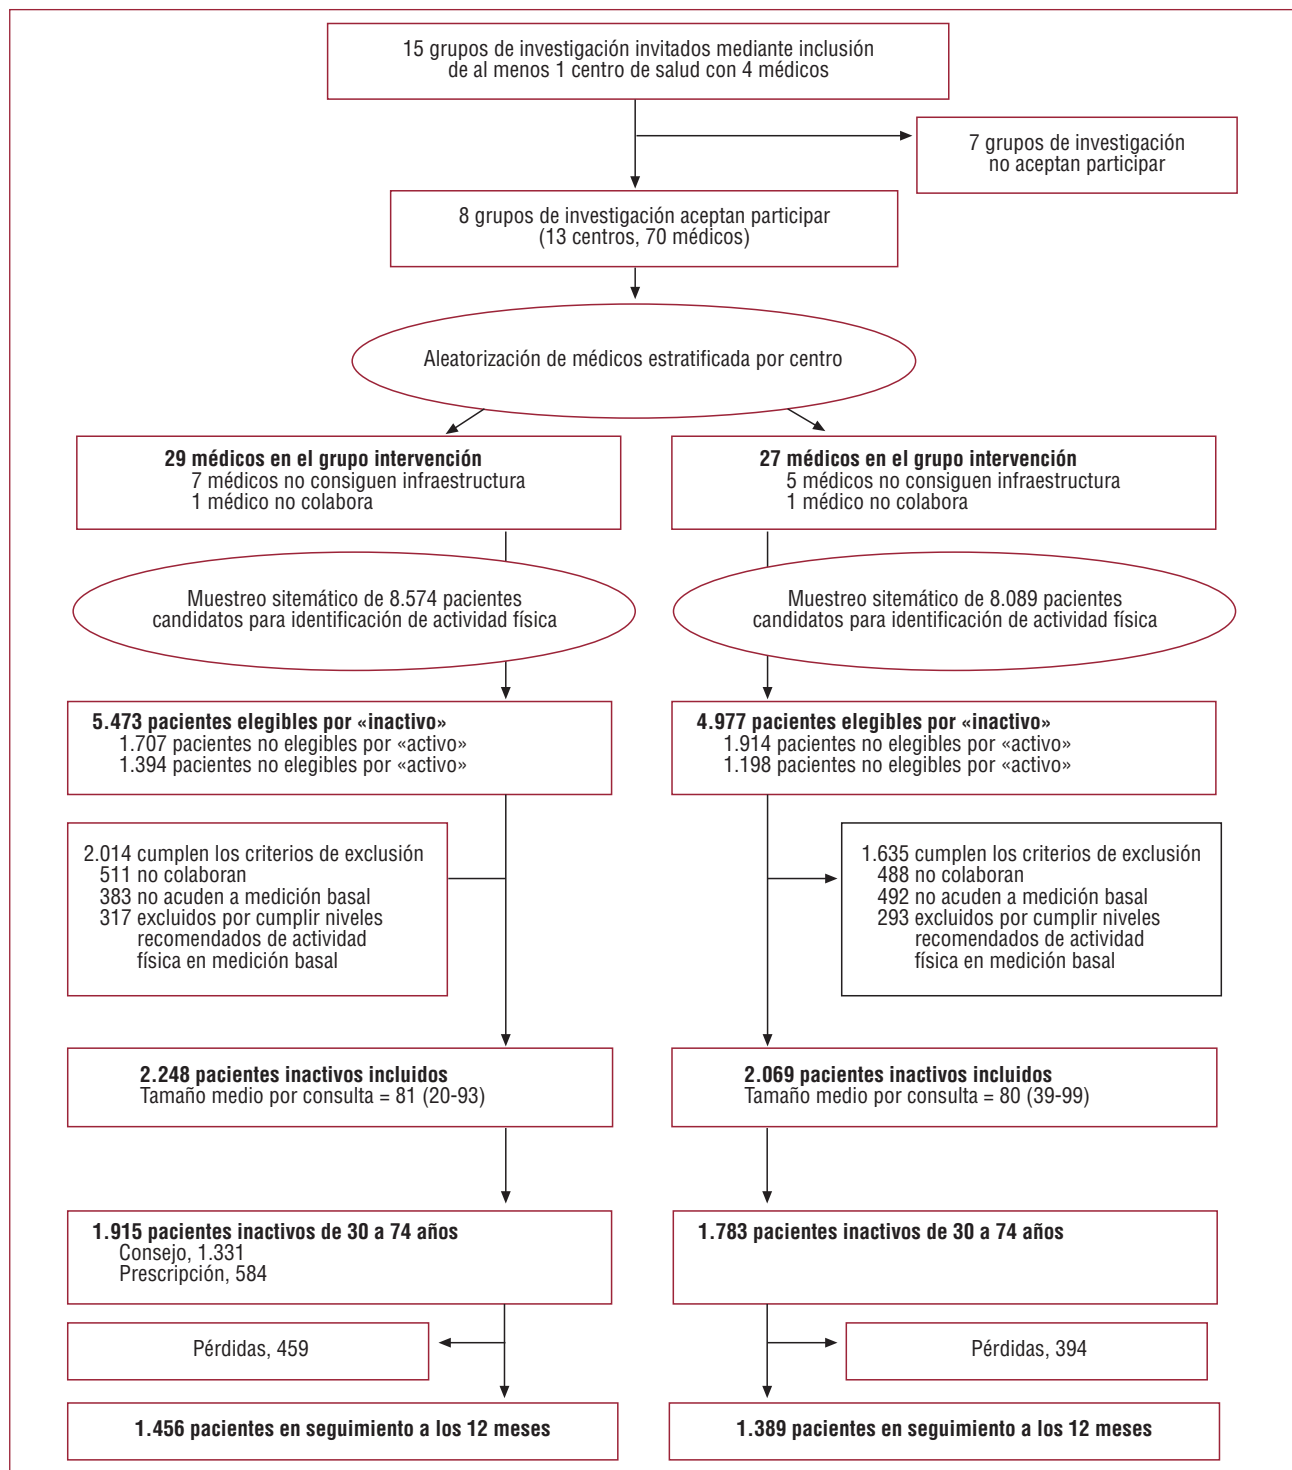 15 grupos de investigación invitados mediante inclusión
de al menos 1 centro de salud con 4 médicos
7 grupos de investigación
no aceptan participar
8 grupos de investigación aceptan participar
(13 centros, 70 médicos)
Aleatorización de médicos estratificada por centro
29 médicos en el grupo intervención
7 médicos no consiguen infraestructura
1 médico no colabora
27 médicos en el grupo intervención
5 médicos no consiguen infraestructura
1 médico no colabora
Muestreo sitemático de 8.574 pacientes
candidatos para identificación de actividad física
Muestreo sitemático de 8.089 pacientes
candidatos para identificación de actividad física
5.473 pacientes elegibles por «inactivo»
1.707 pacientes no elegibles por «activo»
1.394 pacientes no elegibles por «activo»
4.977 pacientes elegibles por «inactivo»
1.914 pacientes no elegibles por «activo»
1.198 pacientes no elegibles por «activo»
2.014 cumplen los criterios de exclusión
511 no colaboran
383 no acuden a medición basal
317 excluidos por cumplir niveles
recomendados de actividad
física en medición basal
1.635 cumplen los criterios de exclusión
488 no colaboran
492 no acuden a medición basal
293 excluidos por cumplir niveles
recomendados de actividad
física en medición basal
2.248 pacientes inactivos incluidos
Tamaño medio por consulta = 81 (20-93)
2.069 pacientes inactivos incluidos
Tamaño medio por consulta = 80 (39-99)
1.915 pacientes inactivos de 30 a 74 años
Consejo, 1.331
Prescripción, 584
1.783 pacientes inactivos de 30 a 74 años
Pérdidas, 459
Pérdidas, 394
1.456 pacientes en seguimiento a los 12 meses
1.389 pacientes en seguimiento a los 12 meses